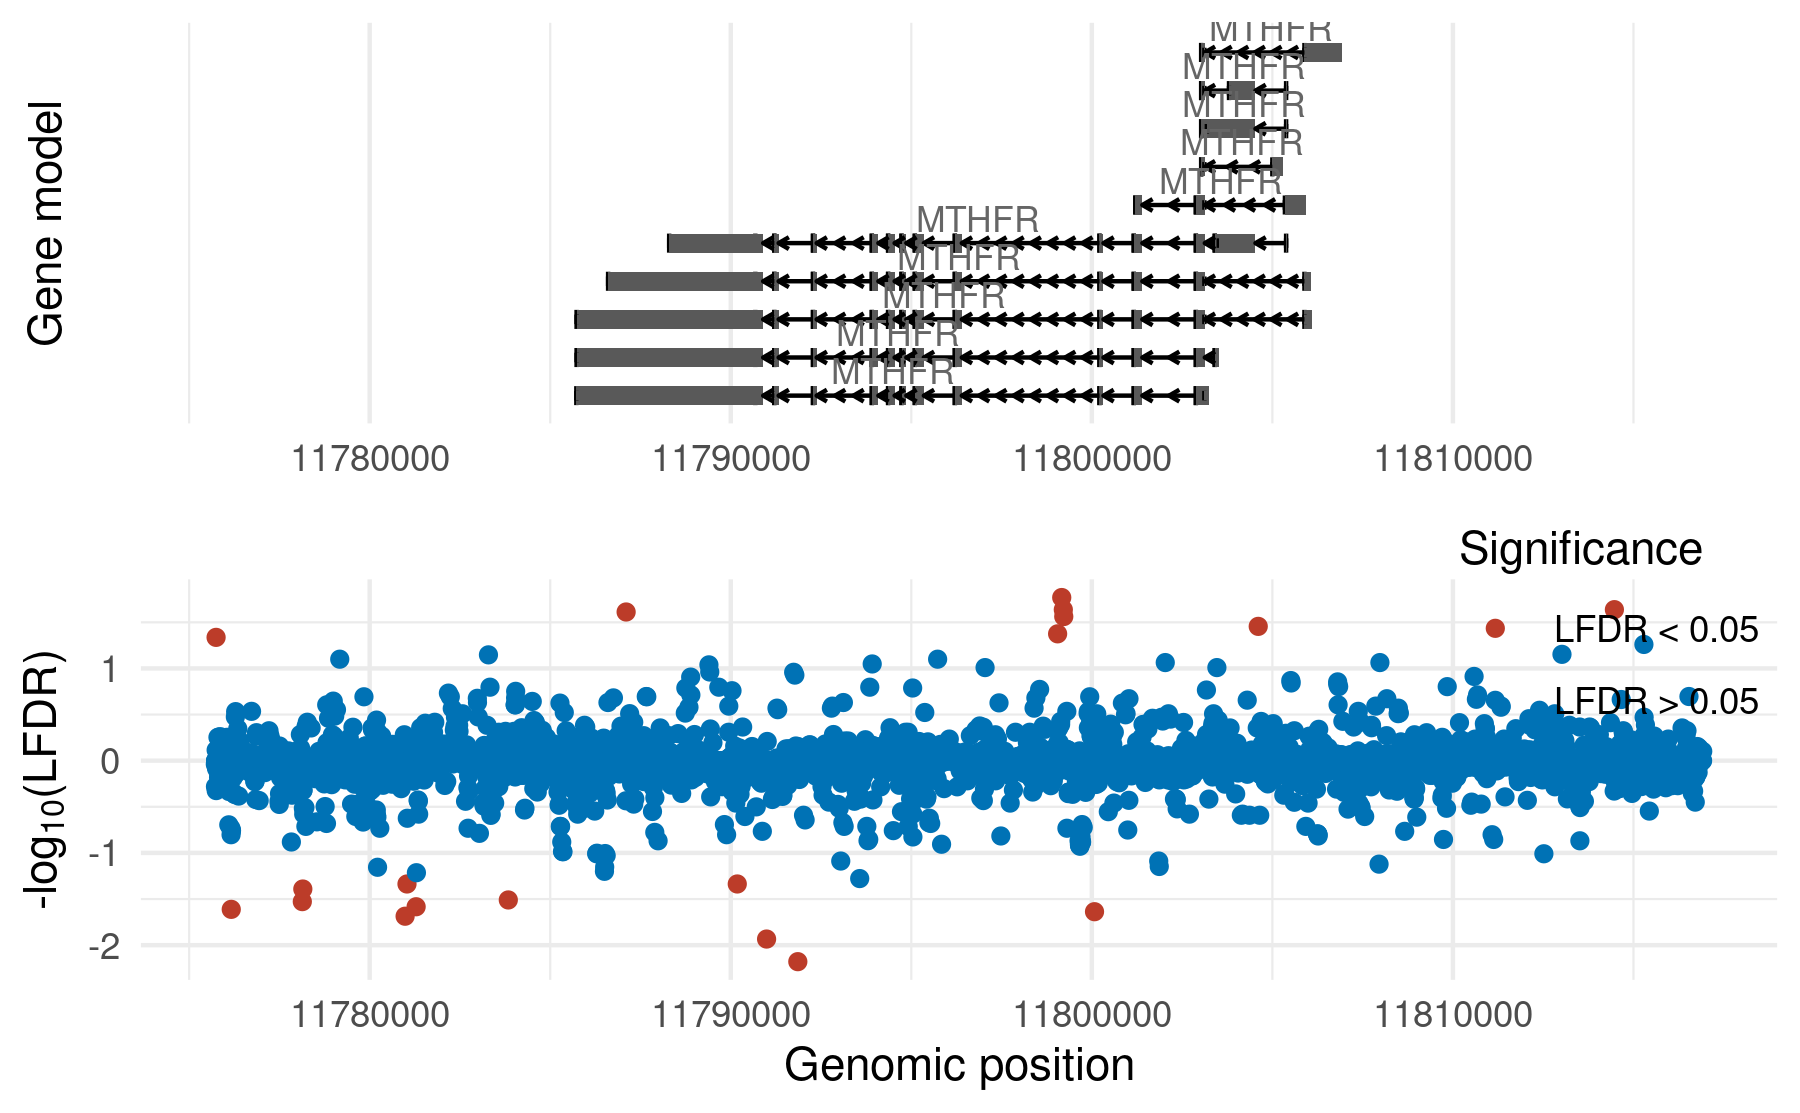 Gene model
MTHFR
MTHFR
MTHFR
MTHFR
MTHFR
MTHFR
MTHFR
MTHFR
MTHFR
MTHFR
11780000 11790000 11800000 11810000
Significance
LFDR < 0.05
LFDR > 0.05
-log10(LFDR)
1
0
-1
-2
11780000 11790000 11800000 11810000
Genomic position